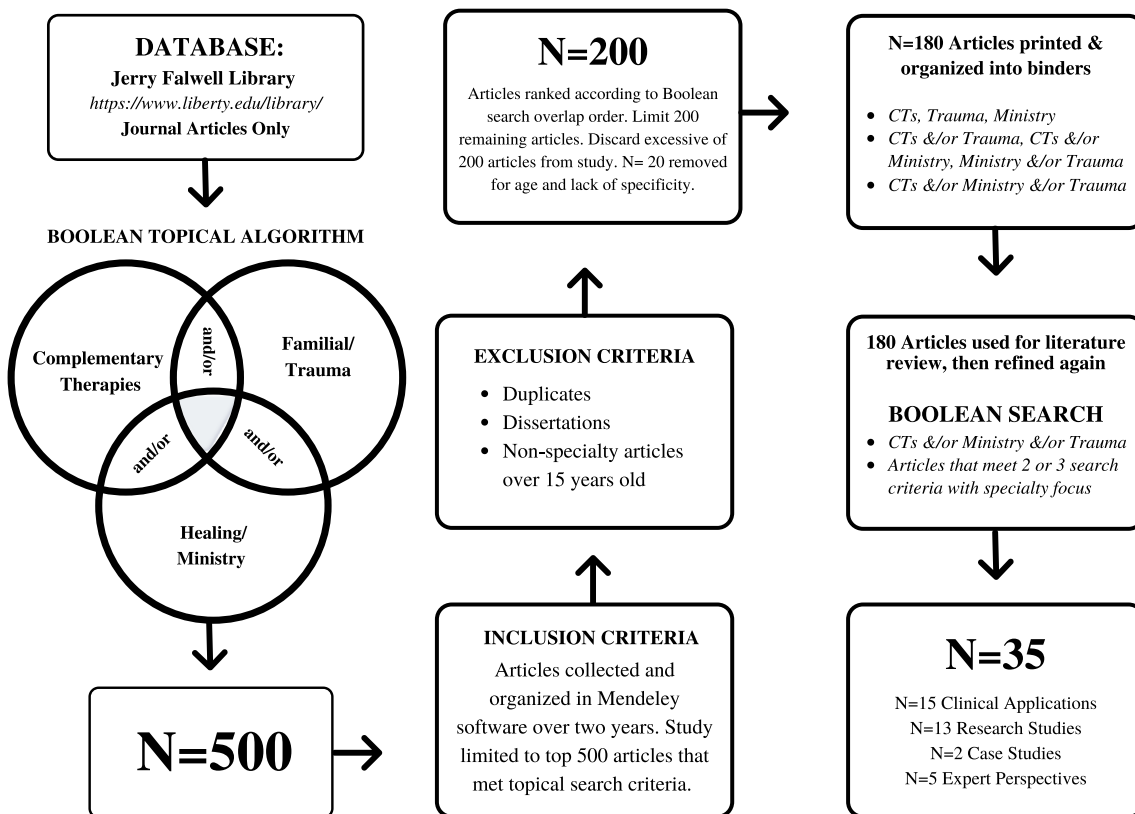 DATABASE:
Jerry Falwell Library
https://www.liberty.edu/library/
Journal Articles Only
BOOLEAN TOPICAL ALGORITHM
Complementary
Therapies
and/or
Familial/
Trauma
and/or
and/or
Healing/
Ministry
N=500
INCLUSION CRITERIA
Articles collected and
organized in Mendeley
software over two years. Study
limited to top 500 articles that
met topical search criteria.
EXCLUSION CRITERIA
• Duplicates
• Dissertations
• Non-specialty articles
over 15 years old
N=200
Articles ranked according to Boolean
search overlap order. Limit 200
remaining articles. Discard excessive of
200 articles from study. N= 20 removed
for age and lack of specificity.
N=180 Articles printed &
organized into binders
• CTs, Trauma, Ministry
• CTs &/or Trauma, CTs &/or
Ministry, Ministry &/or Trauma
• CTs &/or Ministry &/or Trauma
180 Articles used for literature
review, then refined again
BOOLEAN SEARCH
• CTs &/or Ministry &/or Trauma
• Articles that meet 2 or 3 search
criteria with specialty focus
N=35
N=15 Clinical Applications
N=13 Research Studies
N=2 Case Studies
N=5 Expert Perspectives